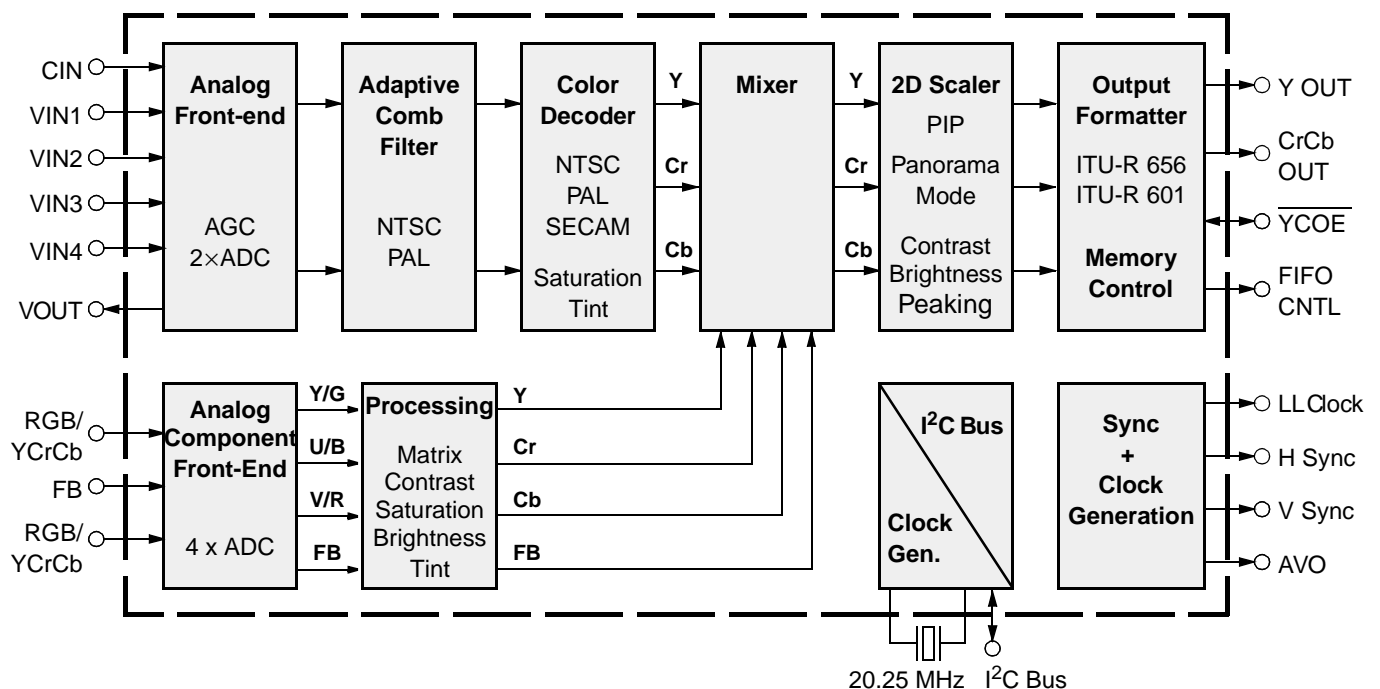 CIN
VIN1
VIN2
VIN3
VIN4
VOUT
Analog
Front-end
AGC
2×ADC
Adaptive
Comb
Filter
NTSC
PAL
Color
Decoder
NTSC
PAL
SECAM
Saturation
Tint
Y
Cr
Cb
Mixer
Y
Cr
Cb
2D Scaler
PIP
Panorama
Mode
Contrast
Brightness
Peaking
Output
Formatter
ITU-R 656
ITU-R 601
Memory
Control
Y OUT
CrCb
OUT
YCOE
FIFO
CNTL
RGB/
YCrCb
FB
RGB/
YCrCb
Analog
Component
Front-End
4 x ADC
Y/G
U/B
V/R
FB
Processing
Matrix
Contrast
Saturation
Brightness
Tint
Y
Cr
Cb
FB
I²C Bus
Clock
Gen.
20.25 MHz
I²C Bus
Sync
+
Clock
Generation
LL Clock
H Sync
V Sync
AVO